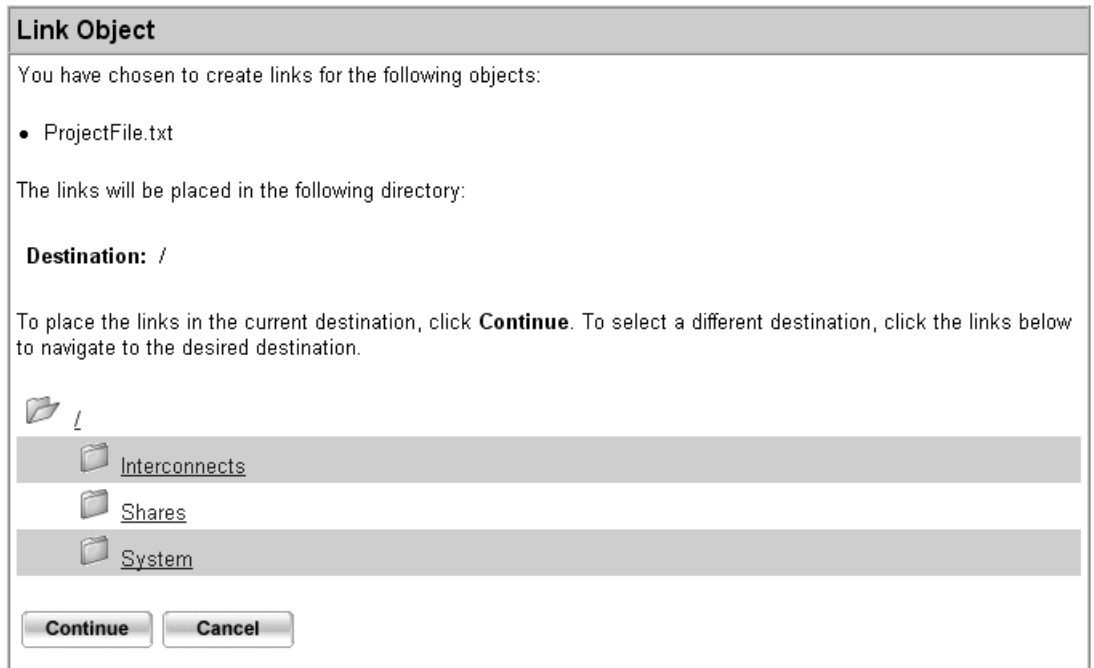 Link Object
You have chosen to create links for the following objects:
● ProjectFile.txt
The links will be placed in the following directory:
Destination: /
To place the links in the current destination, click Continue. To select a different destination, click the links below
to navigate to the desired destination.
/
Interconnects
Shares
System
Continue Cancel